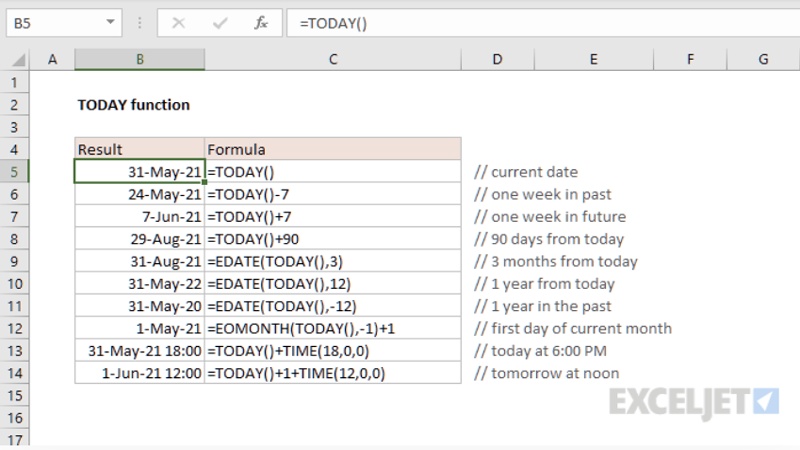 B5 fx =TODAY()
A B C D E F G
1
2 TODAY function
3
4 Result Formula
5 31-May-21 =TODAY() // current date
6 24-May-21 =TODAY()-7 // one week in past
7 7-Jun-21 =TODAY()+7 // one week in future
8 29-Aug-21 =TODAY()+90 // 90 days from today
9 31-Aug-21 =EDATE(TODAY(),3) // 3 months from today
10 31-May-22 =EDATE(TODAY(),12) // 1 year from today
11 31-May-20 =EDATE(TODAY(),-12) // 1 year in the past
12 1-May-21 =EOMONTH(TODAY(),-1)+1 // first day of current month
13 31-May-21 18:00 =TODAY()+TIME(18,0,0) // today at 6:00 PM
14 1-Jun-21 12:00 =TODAY()+1+TIME(12,0,0) // tomorrow at noon
15
EXCELJET
16
17